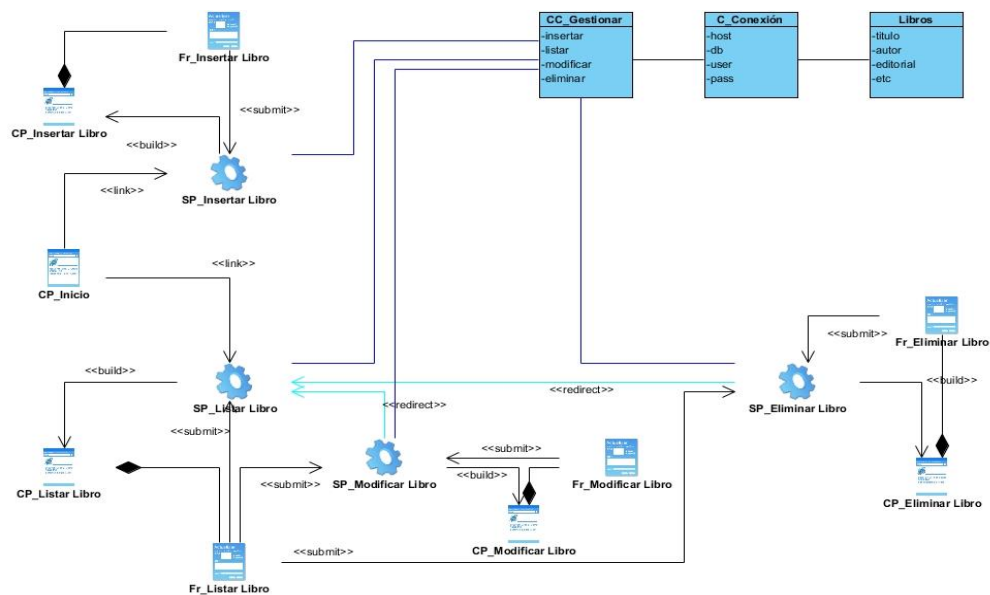 CC_Gestionar
-insertar
-listar
-modificar
-eliminar
C_Conexión
-host
-db
-user
-pass
Libros
-titulo
-autor
-editorial
-etc
Fr_Insertar Libro
<<submit>>
CP_Insertar Libro
<<build>>
<<link>>
SP_Insertar Libro
<<link>>
CP_Inicio
<<submit>>
Fr_Eliminar Libro
<<build>>
<<build>>
<<redirect>>
SP_Listar Libro
<<redirect>>
SP_Eliminar Libro
<<submit>>
<<submit>>
<<submit>>
<<build>>
CP_Listar Libro
SP_Modificar Libro
Fr_Modificar Libro
CP_Eliminar Libro
<<submit>>
CP_Modificar Libro
Fr_Listar Libro